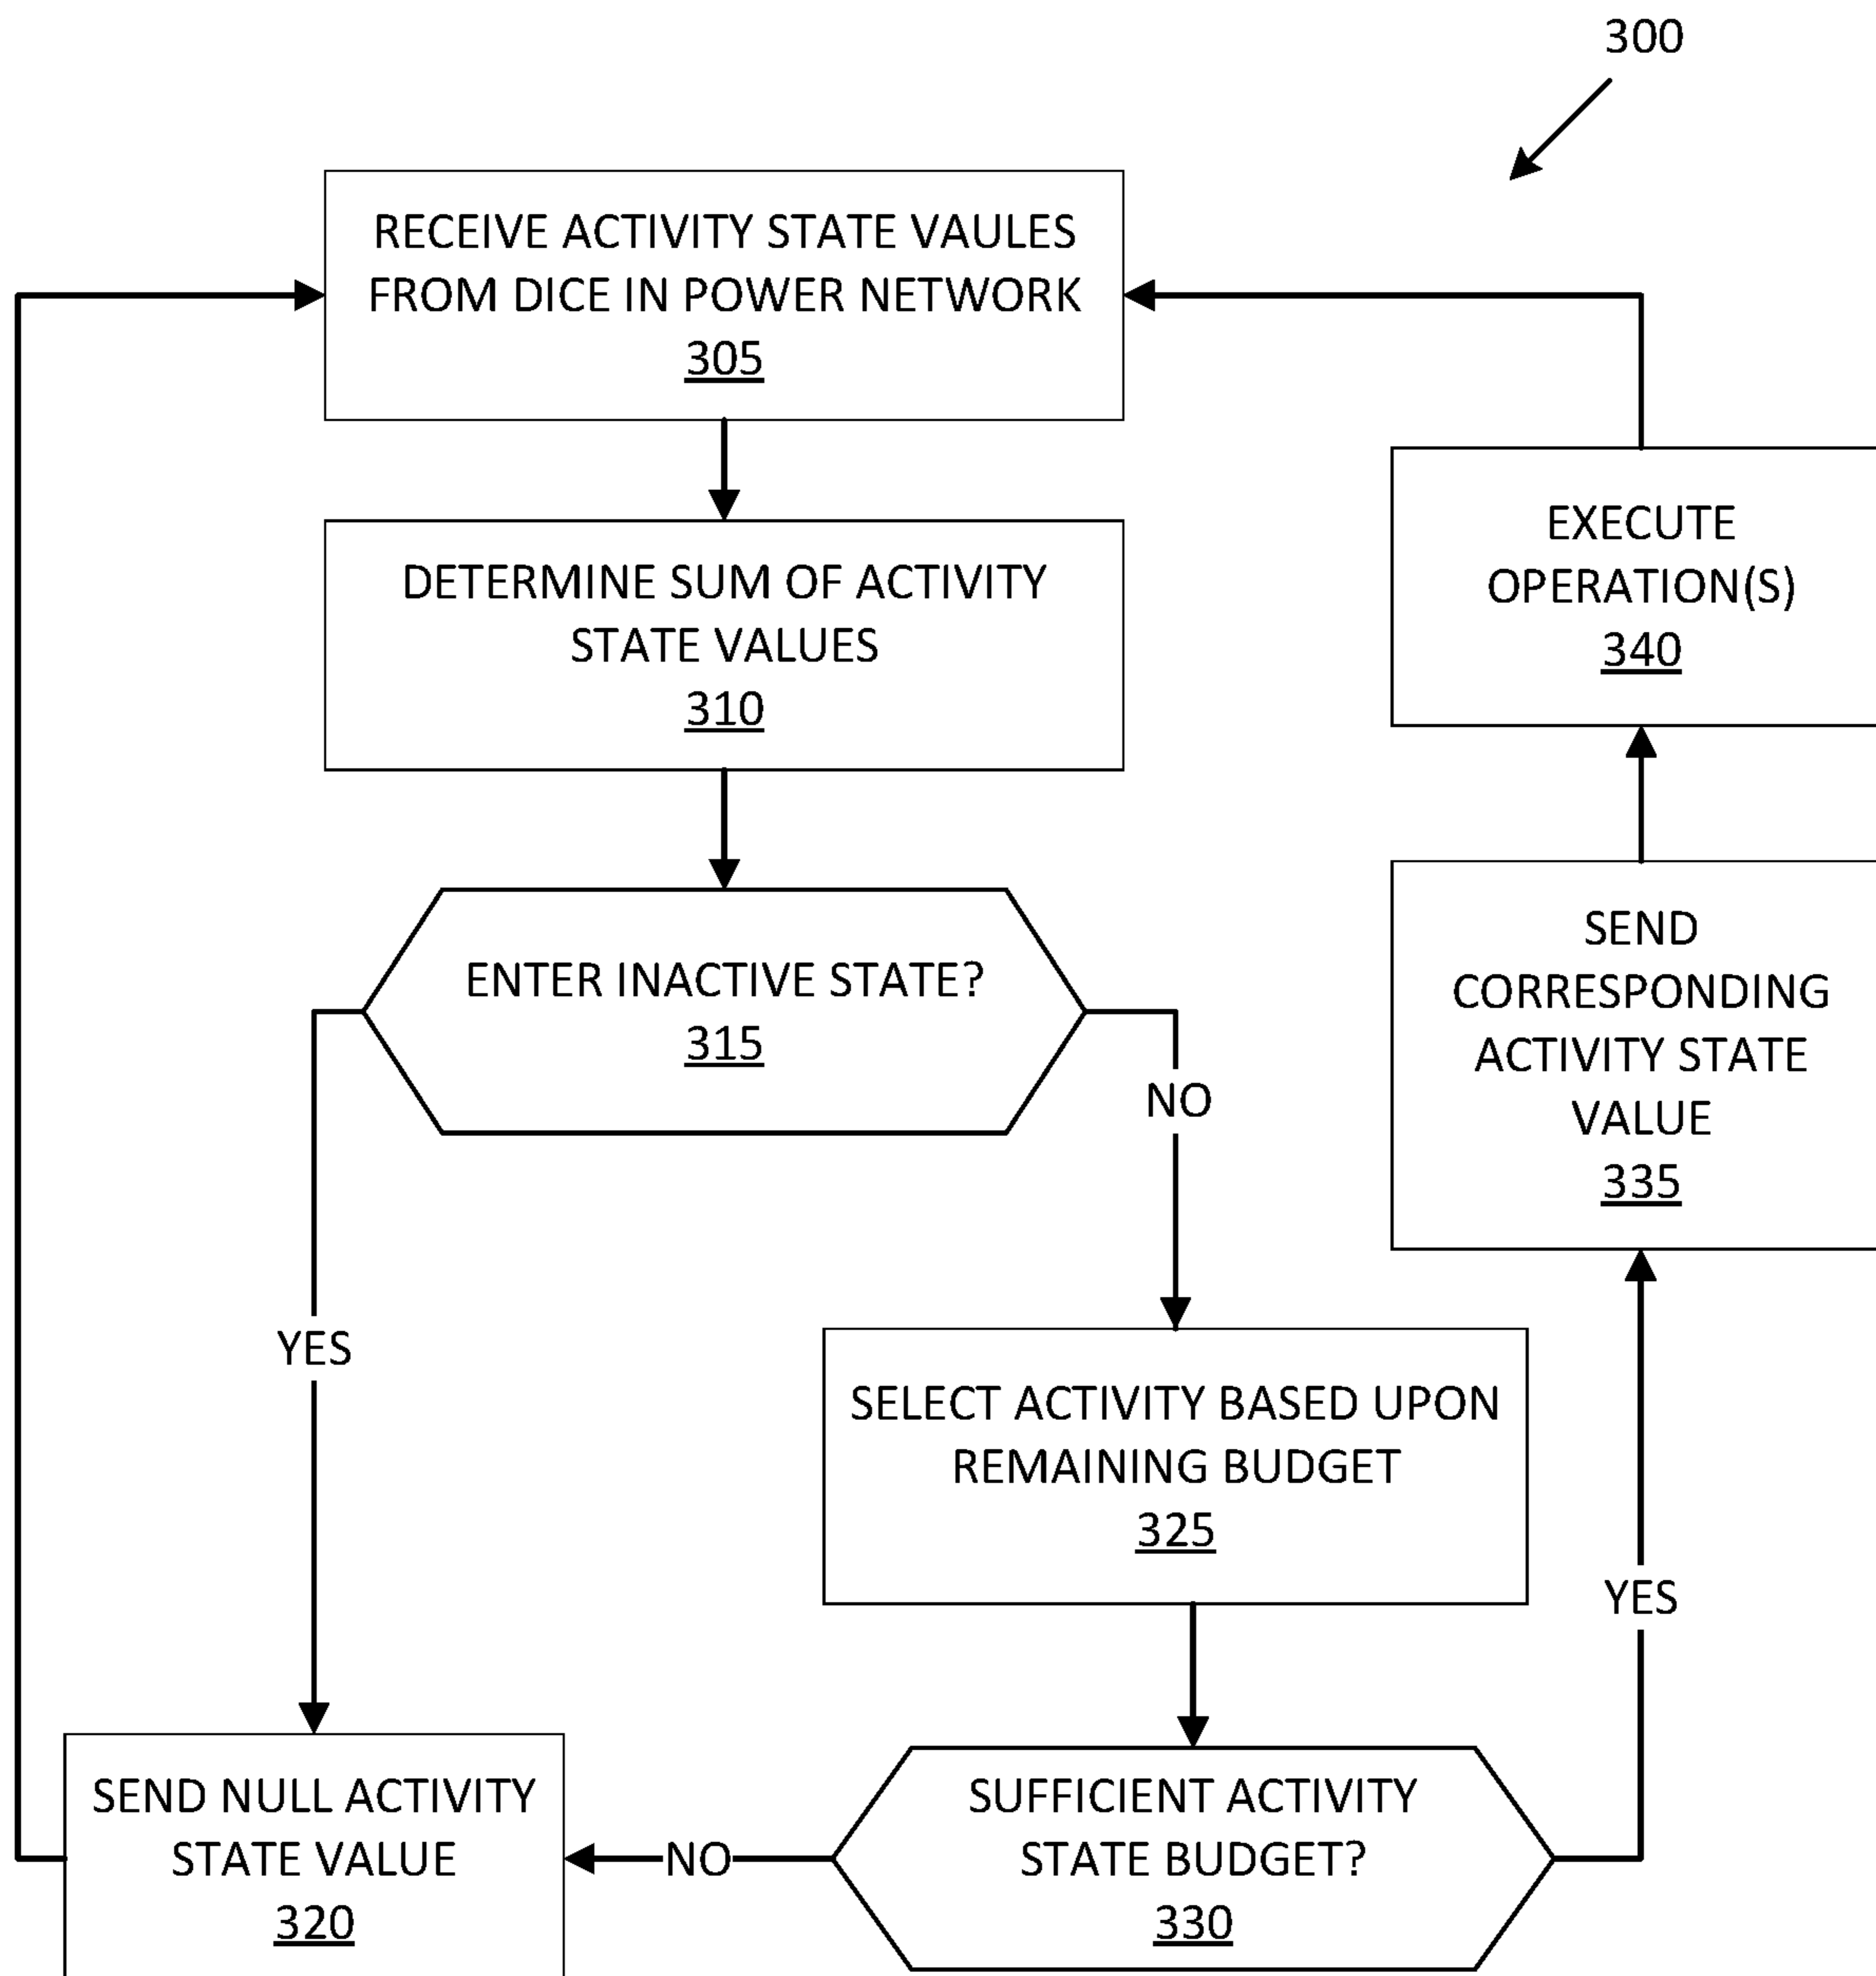 300
RECEIVE ACTIVITY STATE VAULES
FROM DICE IN POWER NETWORK
305
DETERMINE SUM OF ACTIVITY
STATE VALUES
310
ENTER INACTIVE STATE?
315
YES
NO
SEND NULL ACTIVITY
STATE VALUE
320
SELECT ACTIVITY BASED UPON
REMAINING BUDGET
325
SUFFICIENT ACTIVITY
STATE BUDGET?
330
NO
YES
SEND
CORRESPONDING
ACTIVITY STATE
VALUE
335
EXECUTE
OPERATION(S)
340